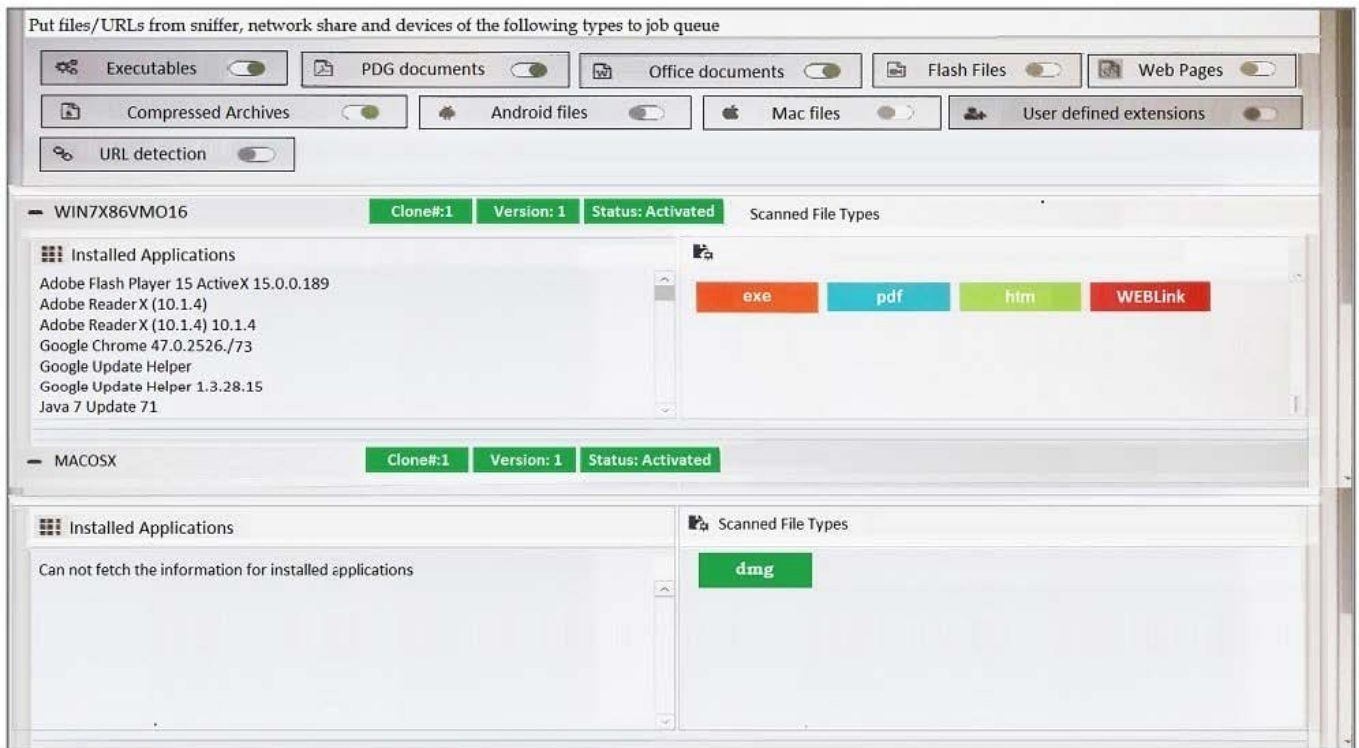 Put files/URLs from sniffer, network share and devices of the following types to job queue
Executables PDG documents Office documents Flash Files Web Pages
Compressed Archives Android files Mac files User defined extensions
URL detection
WIN7X86VMO16 Clone#:1 Version: 1 Status: Activated Scanned File Types
Installed Applications
Adobe Flash Player 15 ActiveX 15.0.0.189
Adobe Reader X (10.1.4)
Adobe Reader X (10.1.4) 10.1.4
Google Chrome 47.0.2526./73
Google Update Helper
Google Update Helper 1.3.28.15
Java 7 Update 71
exe pdf htm WEBLink
MACOSX Clone#:1 Version: 1 Status: Activated
Installed Applications
Can not fetch the information for installed applications
Scanned File Types
dmg